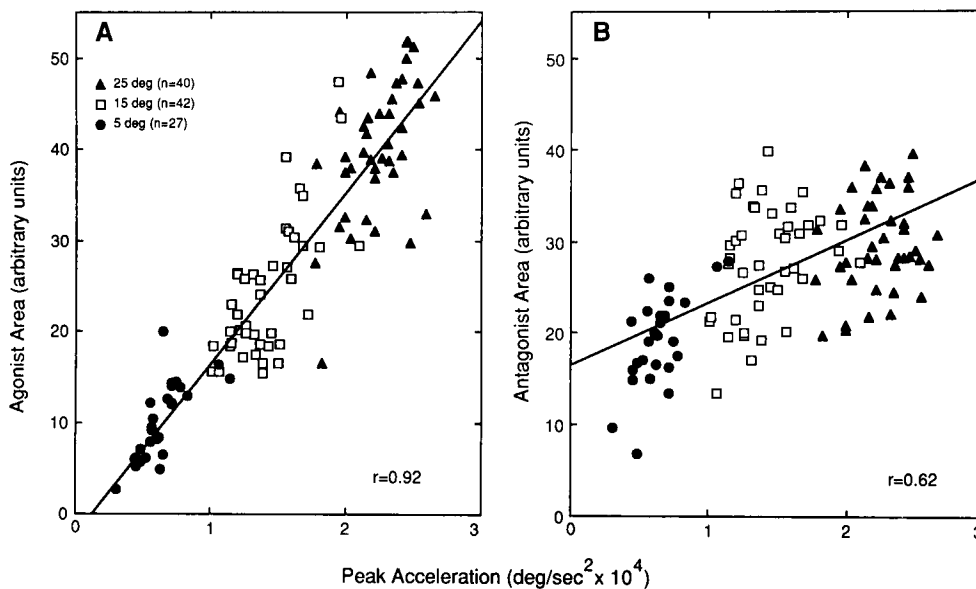 A
25 deg (n=40)
15 deg (n=42)
5 deg (n=27)
Agonist Area (arbitrary units)
50
40
30
20
10
0
0 1 2 3
r=0.92
B
Antagonist Area (arbitrary units)
50
40
30
20
10
0
0 1 2 3
r=0.62
Peak Acceleration (deg/sec² x 10⁴)